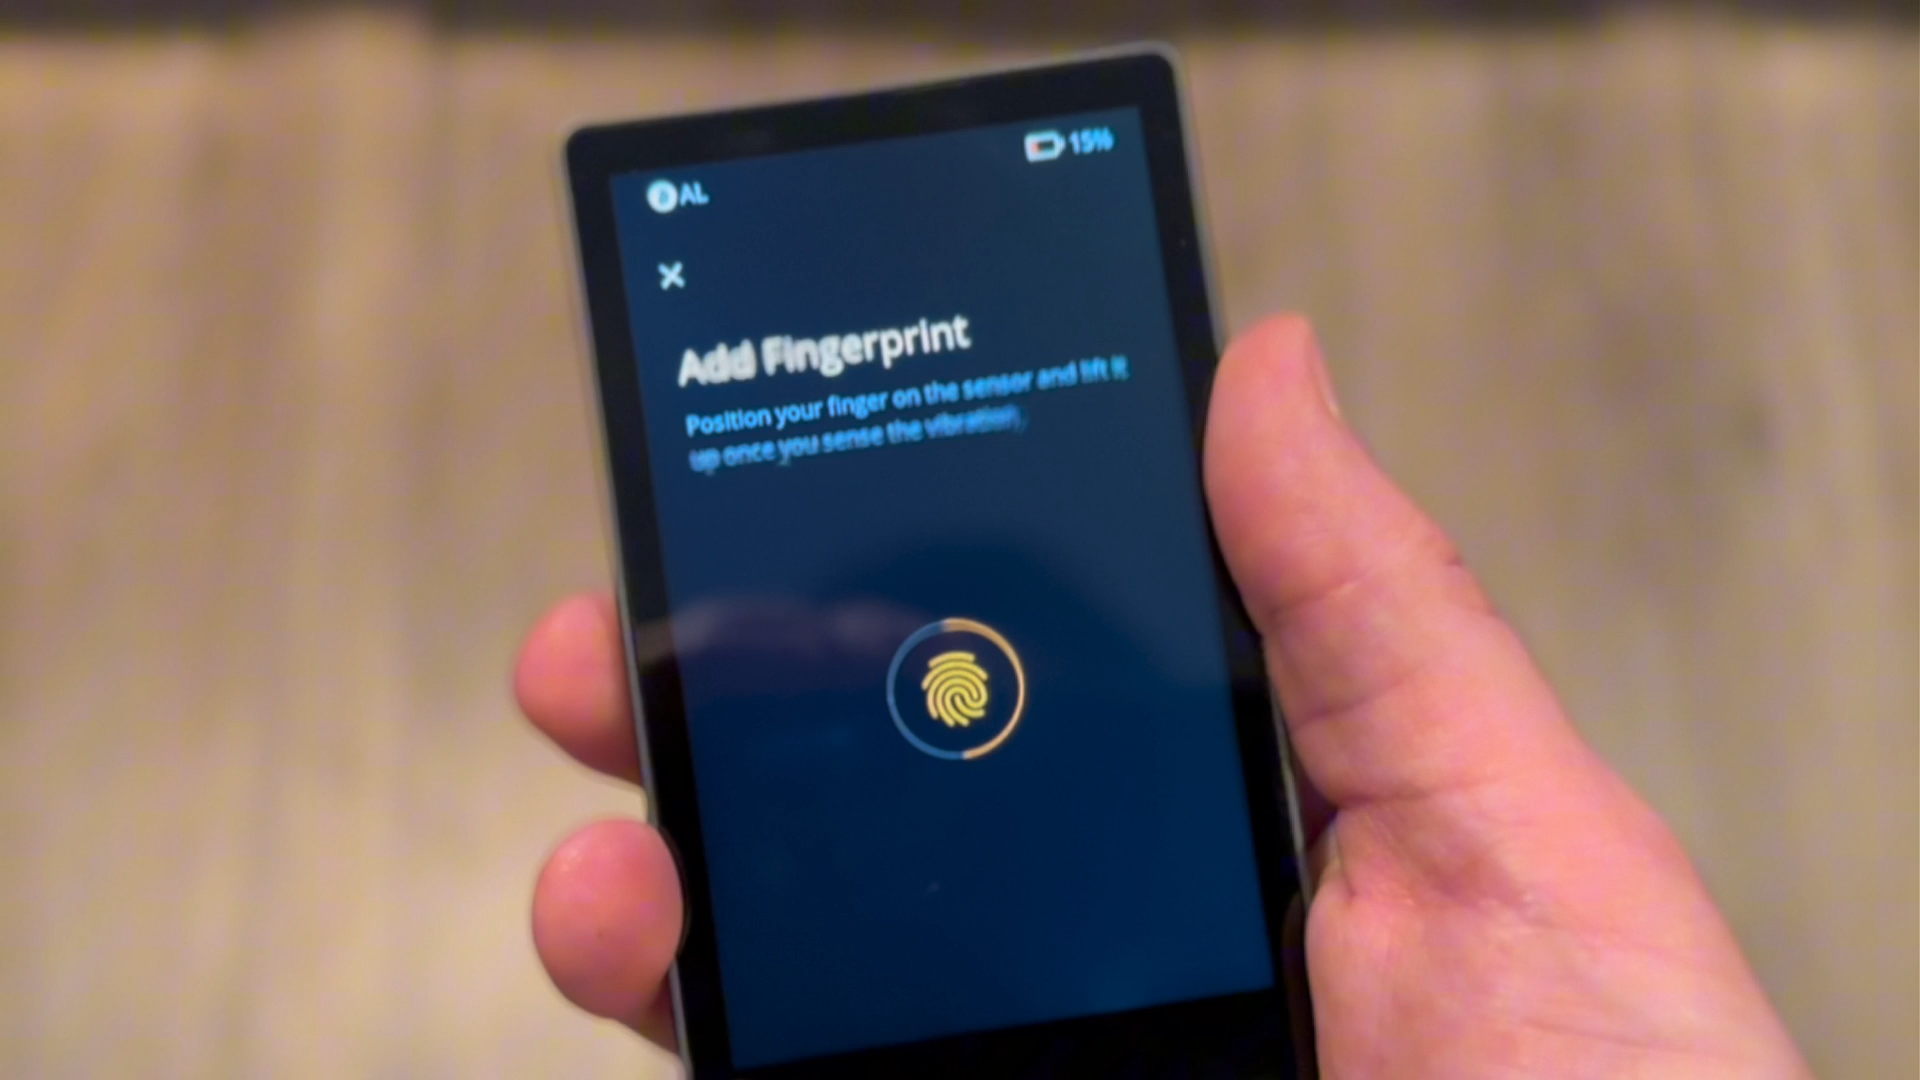 AL
15%
Add Fingerprint
Position your finger on the sensor and lift it
up once you sense the vibration.